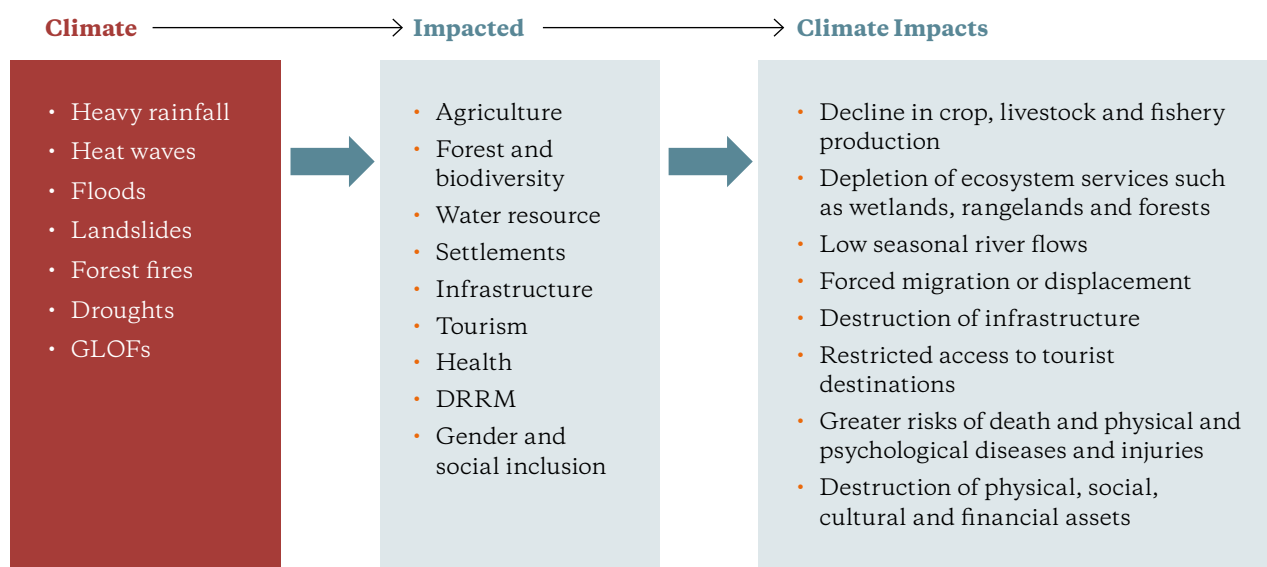 Climate
Impacted
Climate Impacts
• Heavy rainfall
• Heat waves
• Floods
• Landslides
• Forest fires
• Droughts
• GLOFs
• Agriculture
• Forest and
biodiversity
• Water resource
• Settlements
• Infrastructure
• Tourism
• Health
• DRRM
• Gender and
social inclusion
• Decline in crop, livestock and fishery
production
• Depletion of ecosystem services such
as wetlands, rangelands and forests
• Low seasonal river flows
• Forced migration or displacement
• Destruction of infrastructure
• Restricted access to tourist
destinations
• Greater risks of death and physical and
psychological diseases and injuries
• Destruction of physical, social,
cultural and financial assets